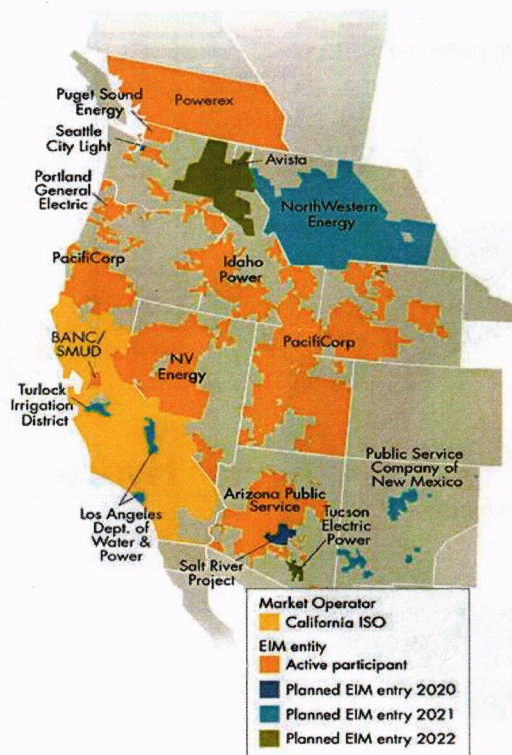 Puget Sound
Energy
Powerex
Seattle
City Light
Avista
Portland
General
Electric
NorthWestern
Energy
PacifiCorp
Idaho
Power
BANC/
SMUD
NV
Energy
PacifiCorp
Turlock
Irrigation
District
Public Service
Company of
New Mexico
Los Angeles
Dept. of
Water &
Power
Arizona Public
Service
Tucson
Electric
Power
Salt River
Project
Market Operator
California ISO
EIM entity
Active participant
Planned EIM entry 2020
Planned EIM entry 2021
Planned EIM entry 2022